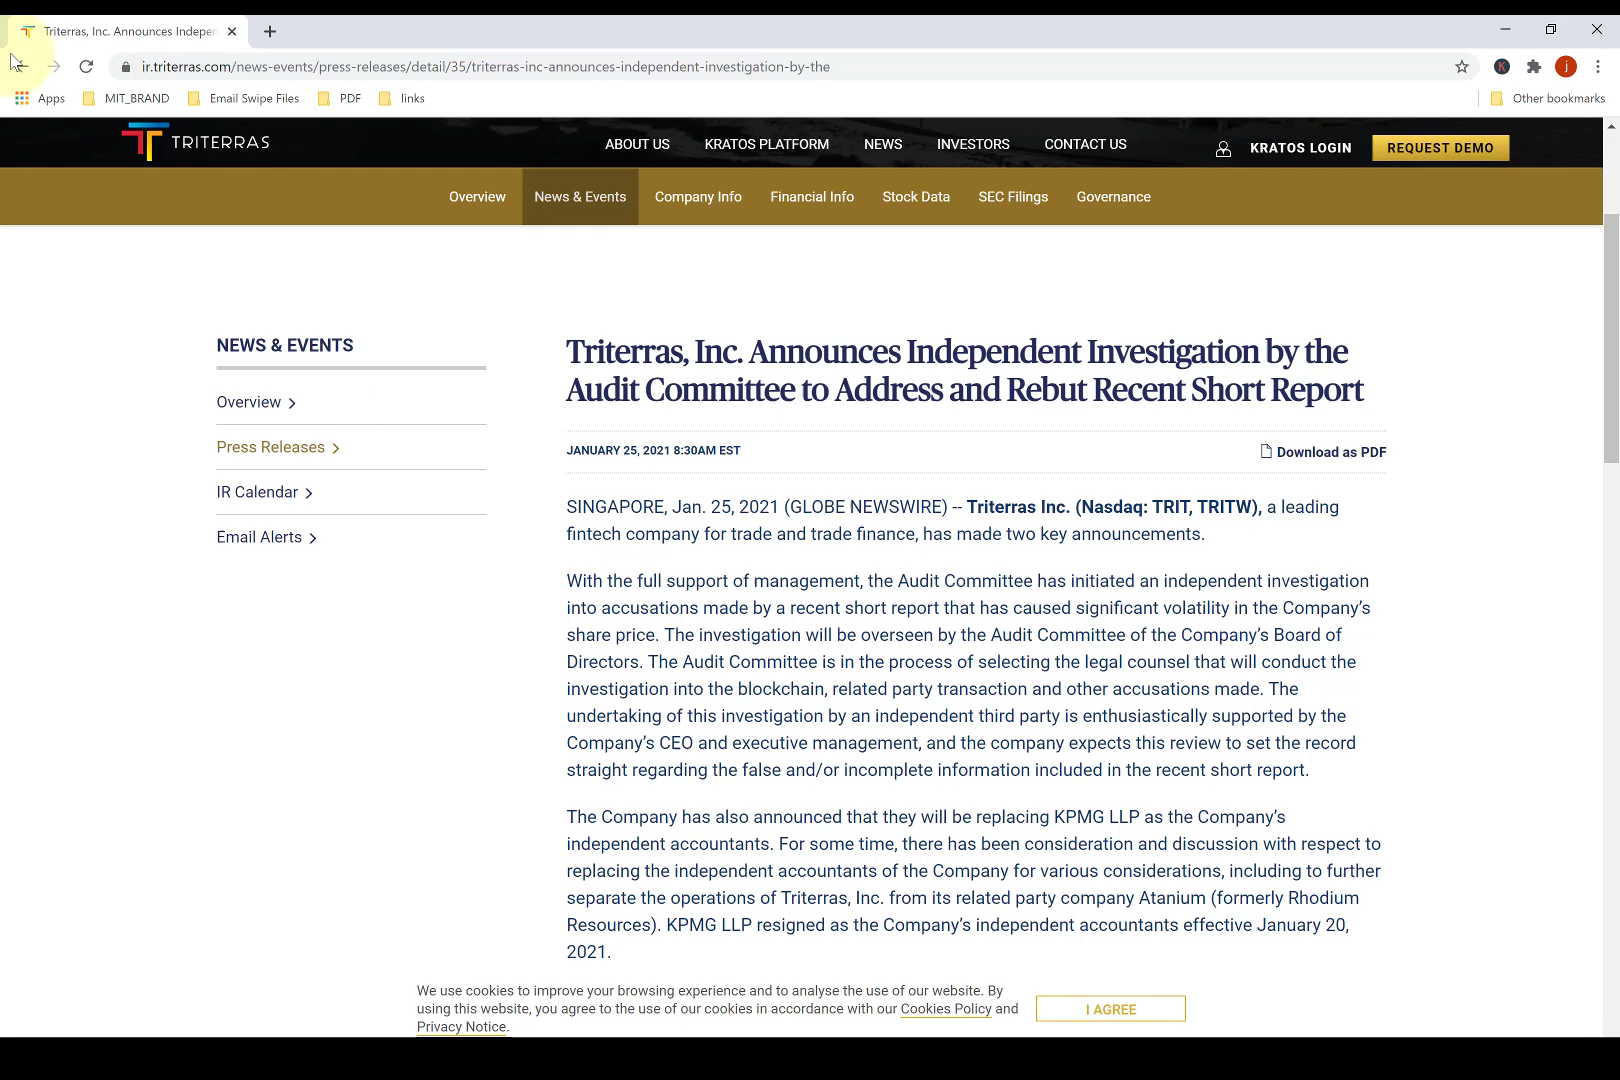 Triterras, Inc. Announces Indepen
ir.triterras.com/news-events/press-releases/detail/35/triterras-inc-announces-independent-investigation-by-the
K
j
Apps
MIT_BRAND
Email Swipe Files
PDF
links
Other bookmarks
TRITERRAS
ABOUT US
KRATOS PLATFORM
NEWS
INVESTORS
CONTACT US
KRATOS LOGIN
REQUEST DEMO
Overview
News & Events
Company Info
Financial Info
Stock Data
SEC Filings
Governance
NEWS & EVENTS
Overview
Press Releases
IR Calendar
Email Alerts
Triterras, Inc. Announces Independent Investigation by the
Audit Committee to Address and Rebut Recent Short Report
JANUARY 25, 2021 8:30AM EST
Download as PDF
SINGAPORE, Jan. 25, 2021 (GLOBE NEWSWIRE) -- Triterras Inc. (Nasdaq: TRIT, TRITW), a leading
fintech company for trade and trade finance, has made two key announcements.
With the full support of management, the Audit Committee has initiated an independent investigation
into accusations made by a recent short report that has caused significant volatility in the Company's
share price. The investigation will be overseen by the Audit Committee of the Company's Board of
Directors. The Audit Committee is in the process of selecting the legal counsel that will conduct the
investigation into the blockchain, related party transaction and other accusations made. The
undertaking of this investigation by an independent third party is enthusiastically supported by the
Company's CEO and executive management, and the company expects this review to set the record
straight regarding the false and/or incomplete information included in the recent short report.
The Company has also announced that they will be replacing KPMG LLP as the Company's
independent accountants. For some time, there has been consideration and discussion with respect to
replacing the independent accountants of the Company for various considerations, including to further
separate the operations of Triterras, Inc. from its related party company Atanium (formerly Rhodium
Resources). KPMG LLP resigned as the Company's independent accountants effective January 20,
2021.
We use cookies to improve your browsing experience and to analyse the use of our website. By
using this website, you agree to the use of our cookies in accordance with our Cookies Policy and
Privacy Notice.
I AGREE